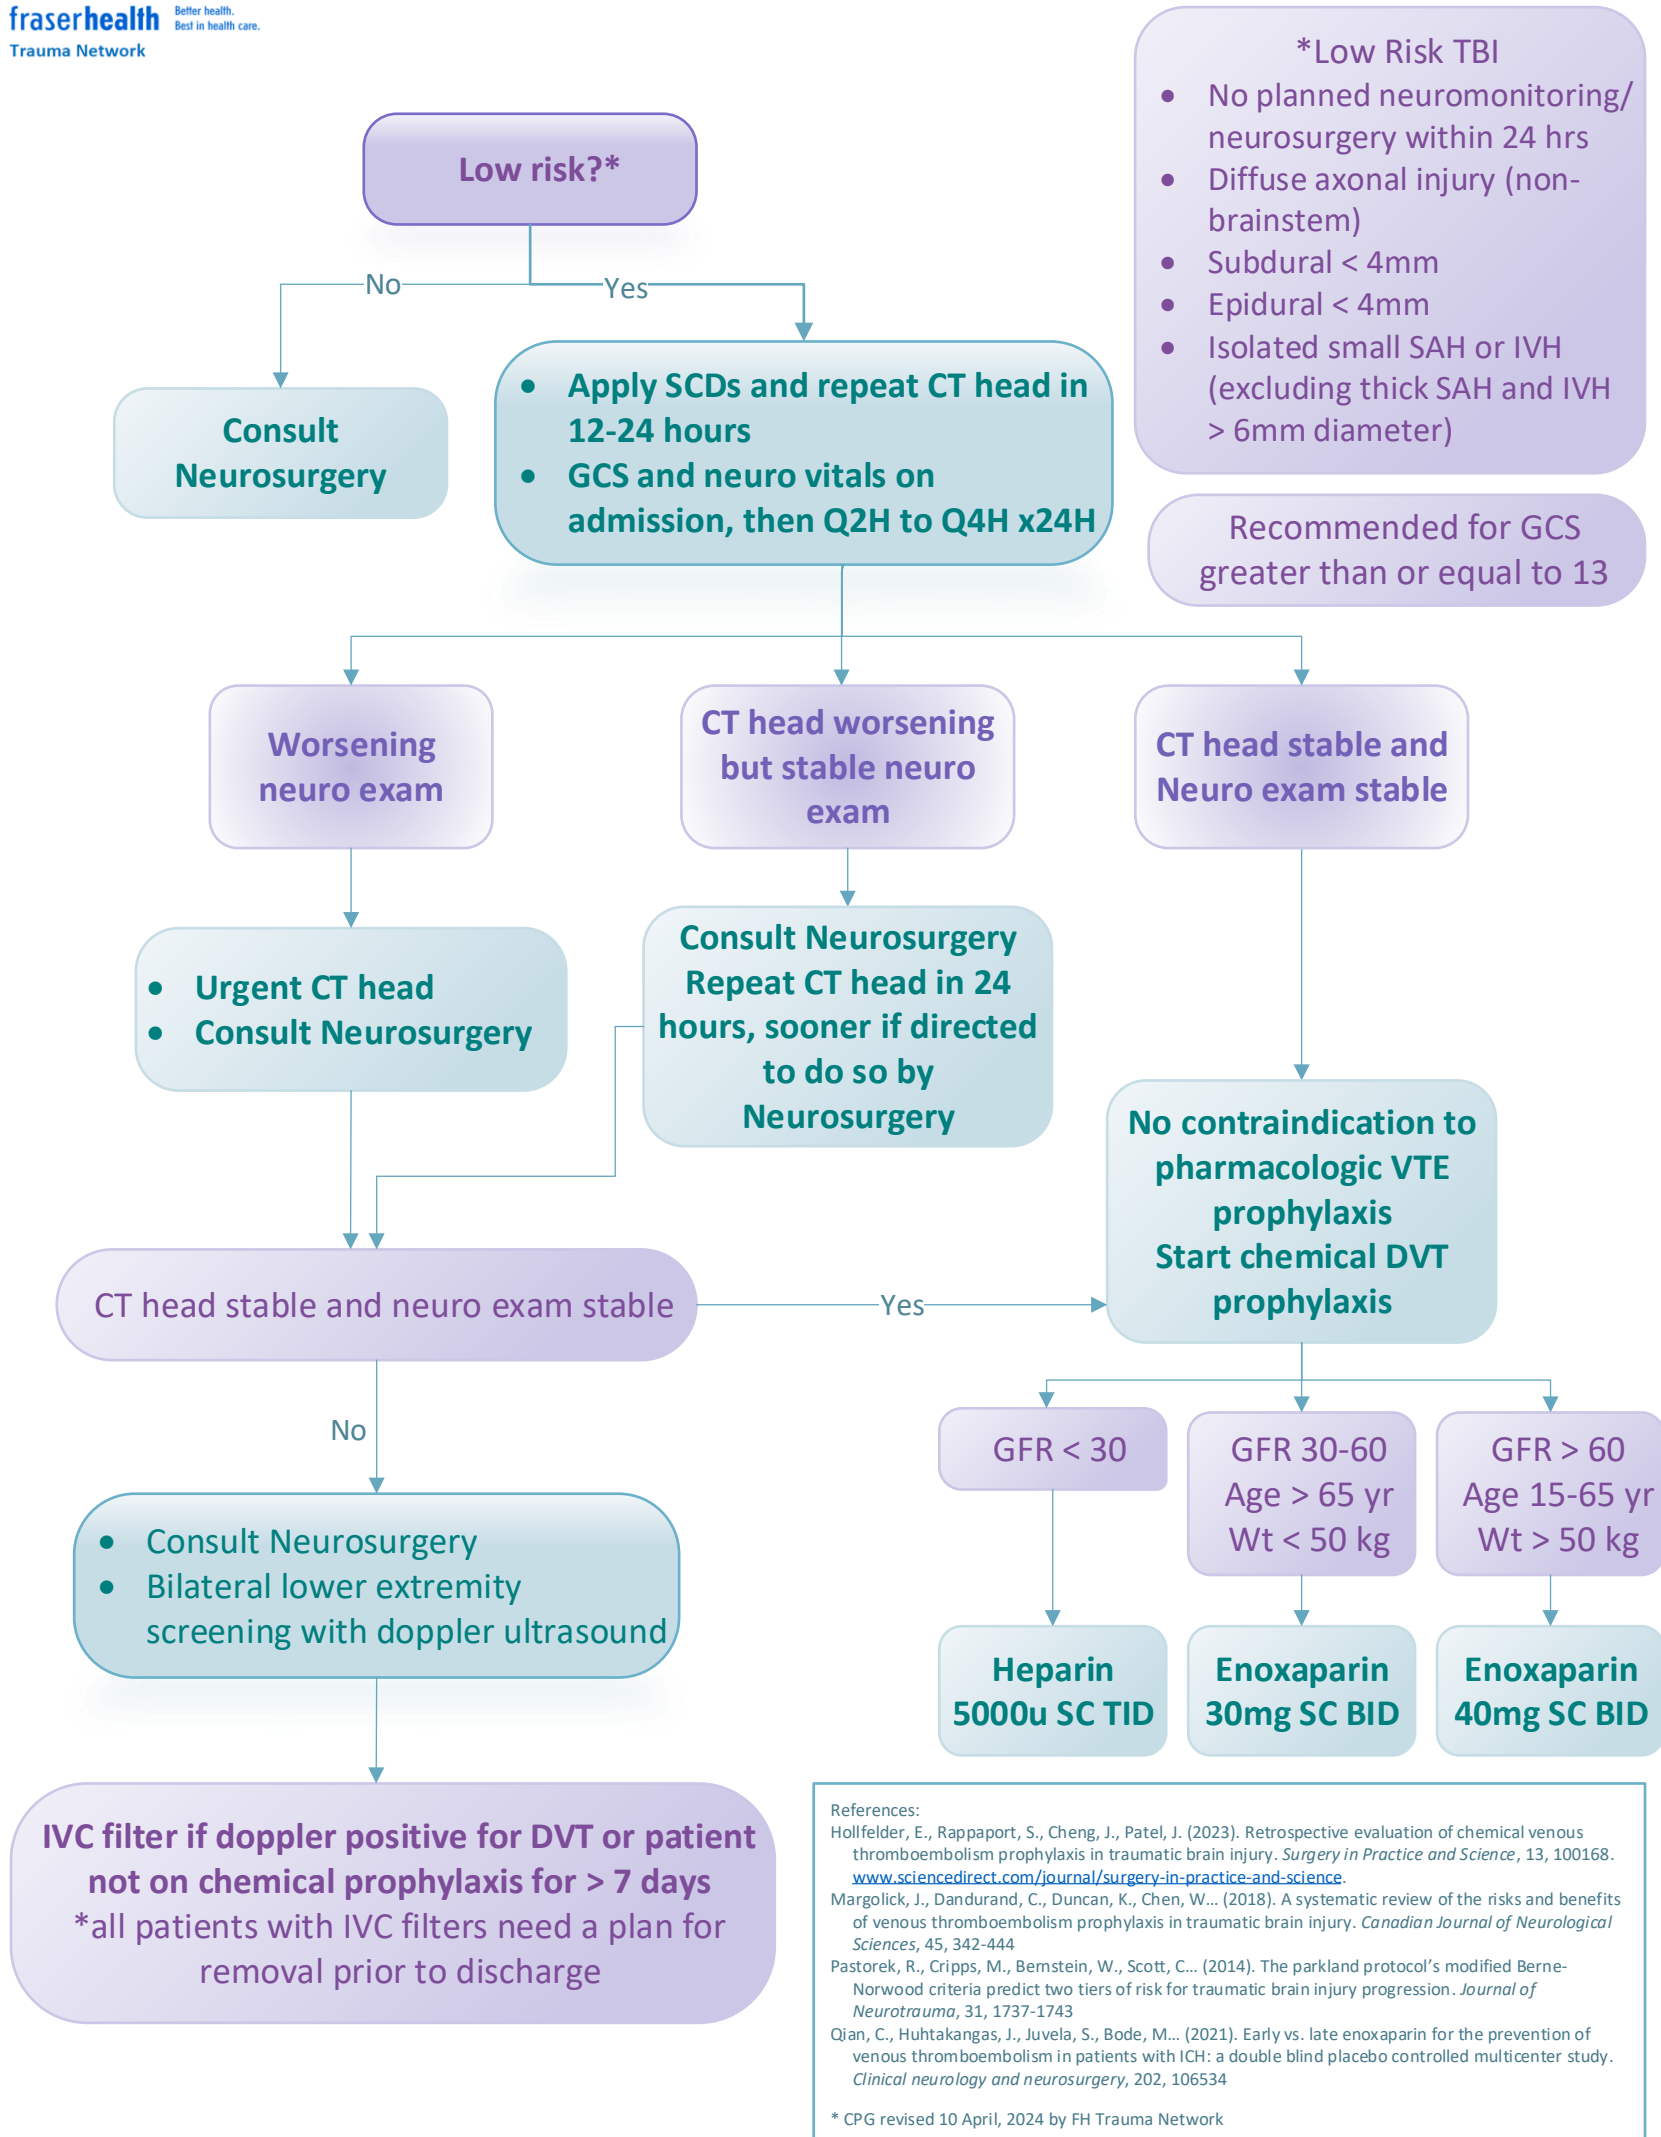 fraserhealth
Better health.
Best in health care.
Trauma Network
*Low Risk TBI
• No planned neuromonitoring/
neurosurgery within 24 hrs
• Diffuse axonal injury (non-
brainstem)
• Subdural < 4mm
• Epidural < 4mm
• Isolated small SAH or IVH
(excluding thick SAH and IVH
> 6mm diameter)
Recommended for GCS
greater than or equal to 13
Low risk?*
No
Yes
Consult
Neurosurgery
• Apply SCDs and repeat CT head in
12-24 hours
• GCS and neuro vitals on
admission, then Q2H to Q4H x24H
Worsening
neuro exam
CT head worsening
but stable neuro
exam
CT head stable and
Neuro exam stable
• Urgent CT head
• Consult Neurosurgery
Consult Neurosurgery
Repeat CT head in 24
hours, sooner if directed
to do so by
Neurosurgery
No contraindication to
pharmacologic VTE
prophylaxis
Start chemical DVT
prophylaxis
CT head stable and neuro exam stable
Yes
No
GFR < 30
GFR 30-60
Age > 65 yr
Wt < 50 kg
GFR > 60
Age 15-65 yr
Wt > 50 kg
• Consult Neurosurgery
• Bilateral lower extremity
screening with doppler ultrasound
Heparin
5000u SC TID
Enoxaparin
30mg SC BID
Enoxaparin
40mg SC BID
IVC filter if doppler positive for DVT or patient
not on chemical prophylaxis for > 7 days
*all patients with IVC filters need a plan for
removal prior to discharge
References:
Hollfelder, E., Rappaport, S., Cheng, J., Patel, J. (2023). Retrospective evaluation of chemical venous
thromboembolism prophylaxis in traumatic brain injury. Surgery in Practice and Science, 13, 100168.
www.sciencedirect.com/journal/surgery-in-practice-and-science.
Margolick, J., Dandurand, C., Duncan, K., Chen, W... (2018). A systematic review of the risks and benefits
of venous thromboembolism prophylaxis in traumatic brain injury. Canadian Journal of Neurological
Sciences, 45, 342-444
Pastorek, R., Cripps, M., Bernstein, W., Scott, C... (2014). The parkland protocol's modified Berne-
Norwood criteria predict two tiers of risk for traumatic brain injury progression. Journal of
Neurotrauma, 31, 1737-1743
Qian, C., Huhtakangas, J., Juvela, S., Bode, M... (2021). Early vs. late enoxaparin for the prevention of
venous thromboembolism in patients with ICH: a double blind placebo controlled multicenter study.
Clinical neurology and neurosurgery, 202, 106534
* CPG revised 10 April, 2024 by FH Trauma Network